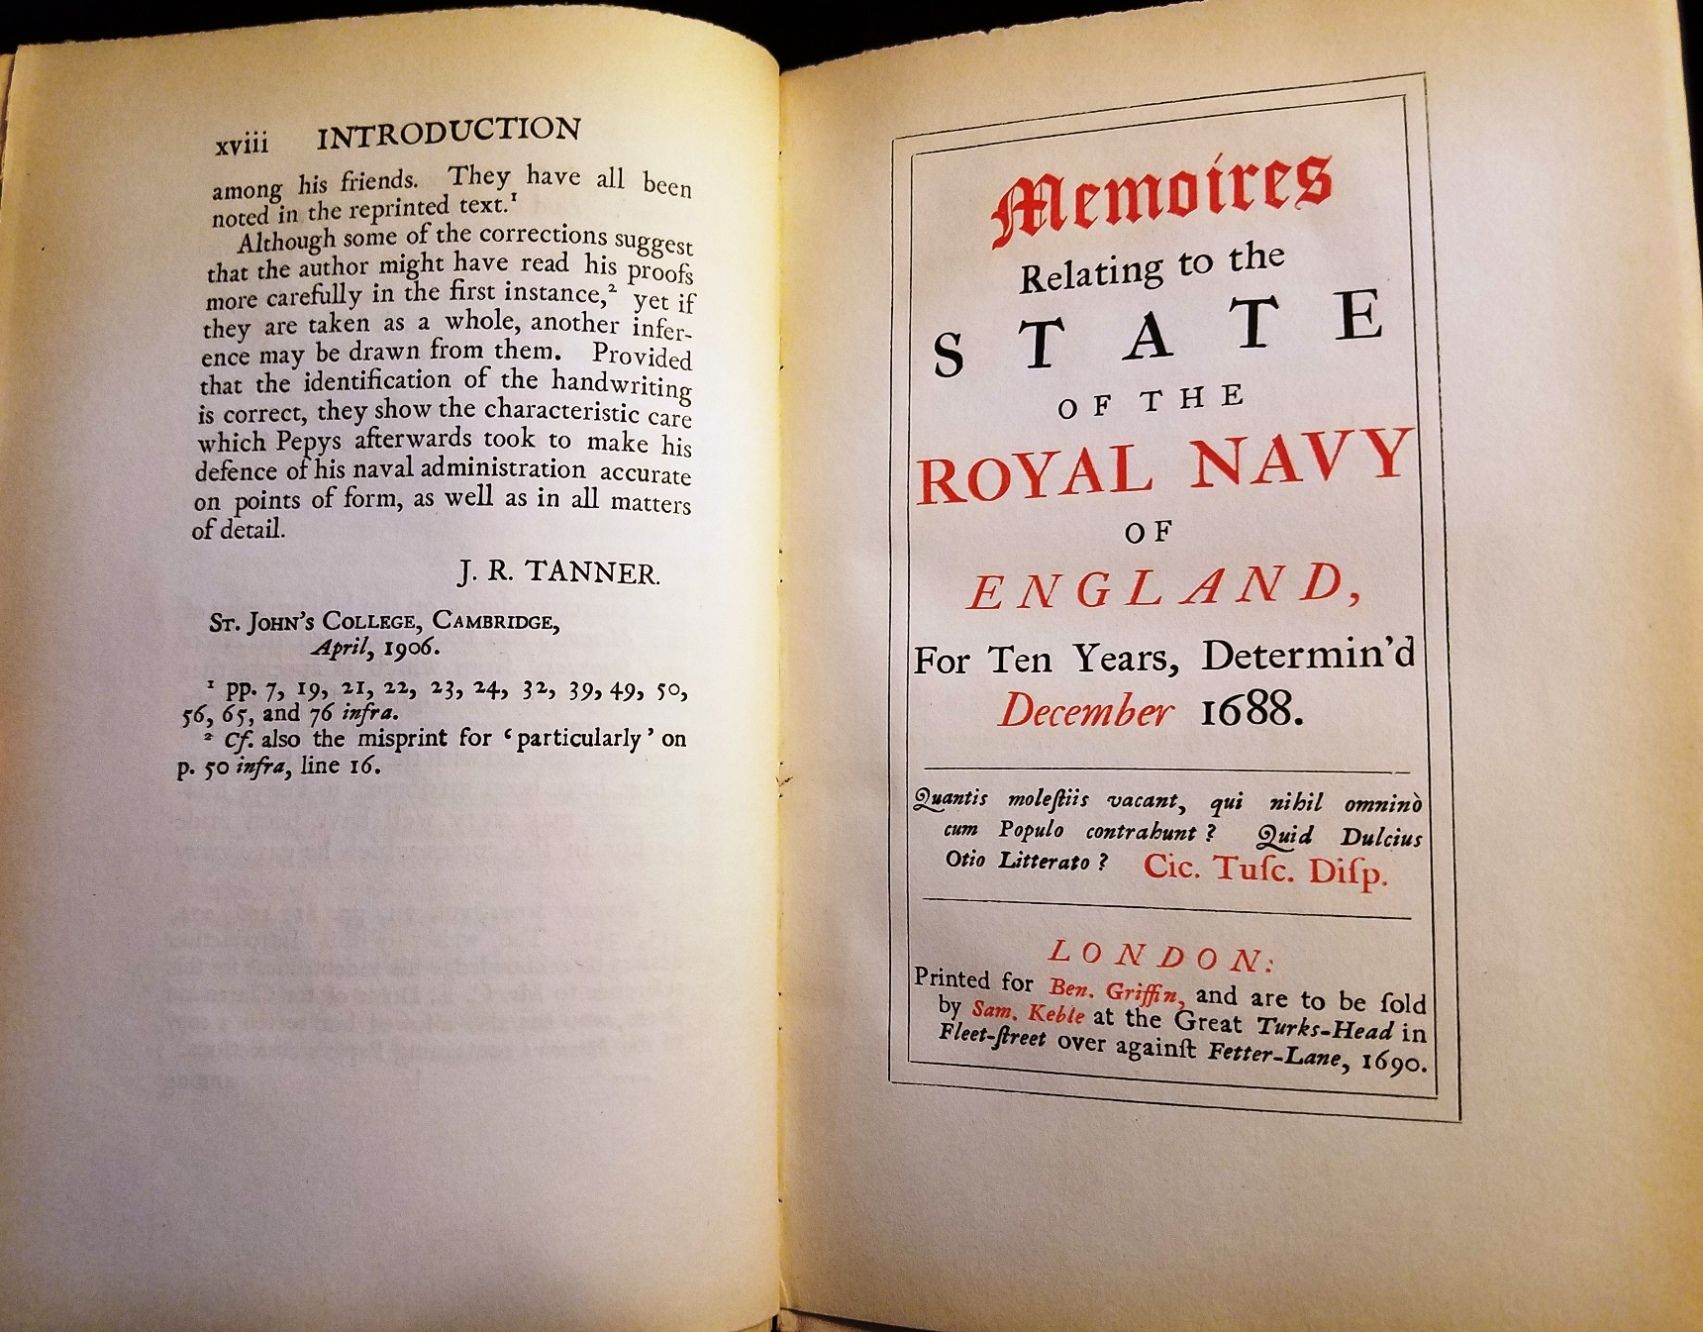 xviii INTRODUCTION
among his friends. They have all been
noted in the reprinted text.¹
Although some of the corrections suggest
that the author might have read his proofs
more carefully in the first instance,² yet if
they are taken as a whole, another infer-
ence may be drawn from them. Provided
that the identification of the handwriting
is correct, they show the characteristic care
which Pepys afterwards took to make his
defence of his naval administration accurate
on points of form, as well as in all matters
of detail.
J. R. TANNER.
St. John's College, Cambridge,
April, 1906.
¹ pp. 7, 19, 21, 22, 23, 24, 32, 39, 49, 50,
56, 65, and 76 infra.
² Cf. also the misprint for ‘particularly’ on
p. 50 infra, line 16.
Memoires
Relating to the
STATE
OF THE
ROYAL NAVY
OF
ENGLAND,
For Ten Years, Determin'd
December 1688.
Quantis moleſtiis vacant, qui nihil omninò
cum Populo contrahunt? Quid Dulcius
Otio Litterato? Cic. Tuſc. Diſp.
LONDON:
Printed for Ben. Griffin, and are to be ſold
by Sam. Keble at the Great Turks-Head in
Fleet-ſtreet over againſt Fetter-Lane, 1690.